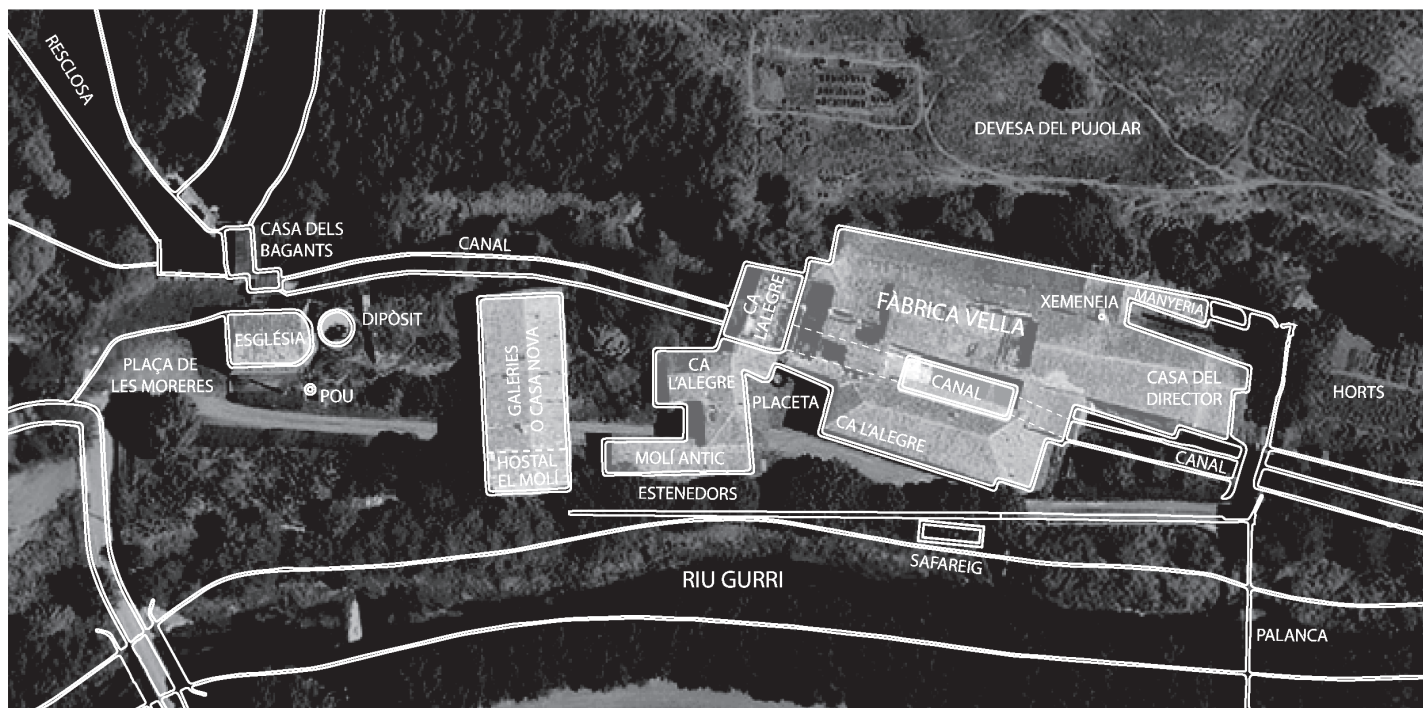 RESCLOSA
DEVESA DEL PUJOLAR
CASA DELS
BAGANTS
CANAL
CA
L'ALEGRE
FÀBRICA VELLA
XEMENEIA
MANYERIA
ESGLÉSIA
DIPÒSIT
GALERIES
O CASA NOVA
PLAÇA DE
LES MORERES
POU
CA
L'ALEGRE
PLACETA
CANAL
CASA DEL
DIRECTOR
HORTS
CA L'ALEGRE
HOSTAL
EL MOLÍ
MOLÍ ANTIC
CANAL
ESTENEDORS
SAFAREIG
RIU GURRI
PALANCA